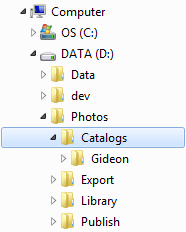 Computer
OS (C:)
DATA (D:)
Data
dev
Photos
Catalogs
Gideon
Export
Library
Publish